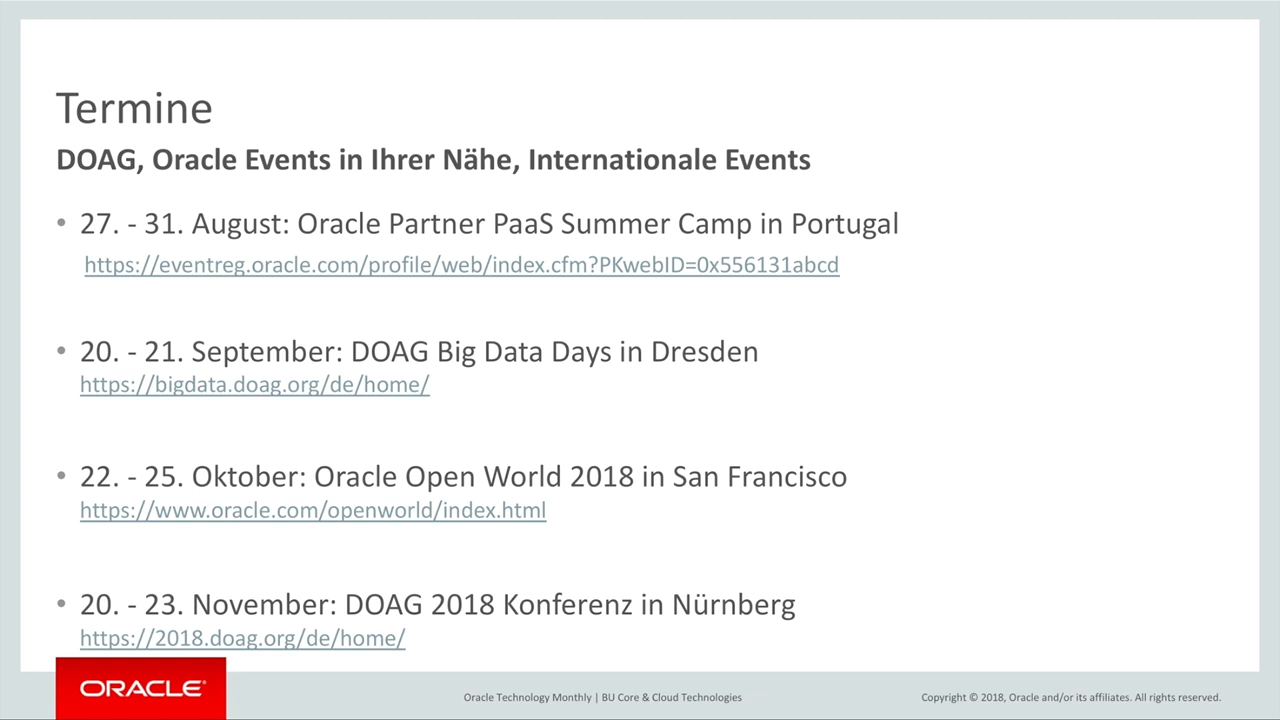 Termine
DOAG, Oracle Events in Ihrer Nähe, Internationale Events
• 27. - 31. August: Oracle Partner PaaS Summer Camp in Portugal
https://eventreg.oracle.com/profile/web/index.cfm?PKwebID=0x556131abcd
• 20. - 21. September: DOAG Big Data Days in Dresden
https://bigdata.doag.org/de/home/
• 22. - 25. Oktober: Oracle Open World 2018 in San Francisco
https://www.oracle.com/openworld/index.html
• 20. - 23. November: DOAG 2018 Konferenz in Nürnberg
https://2018.doag.org/de/home/
ORACLE®
Oracle Technology Monthly | BU Core & Cloud Technologies
Copyright © 2018, Oracle and/or its affiliates. All rights reserved.